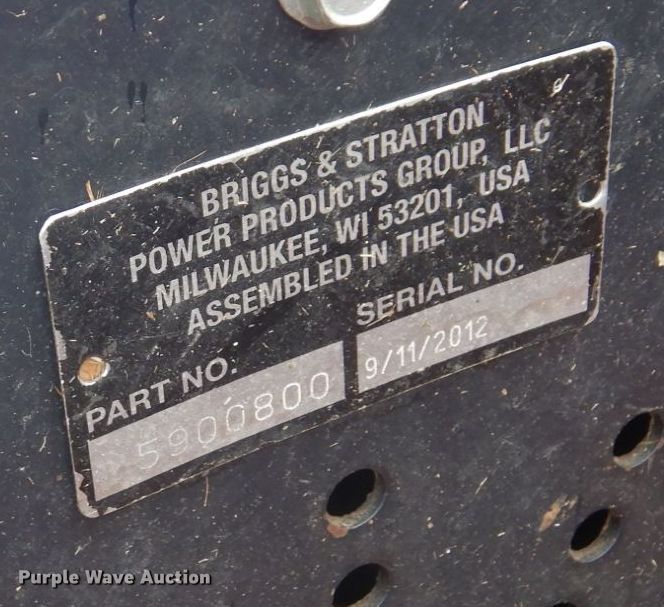 BRIGGS & STRATTON
POWER PRODUCTS GROUP, LLC
MILWAUKEE, WI 53201, USA
ASSEMBLED IN THE USA
PART NO.
5900800
SERIAL NO.
9/11/2012
Purple Wave Auction